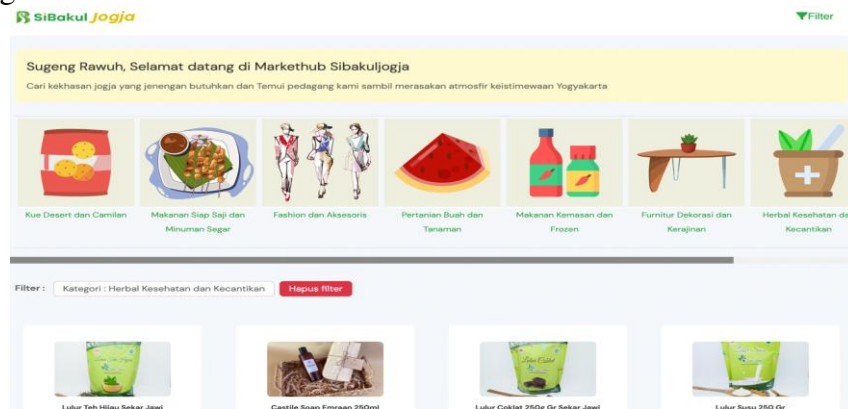 SiBakul Jogja
Filter
Sugeng Rawuh, Selamat datang di Markethub Sibakuljogja
Cari kekhasan jogja yang jenengan butuhkan dan Temui pedagang kami sambil merasakan atmosfir keistimewaan Yogyakarta
Kue Desert dan Camilan
Makanan Siap Saji dan
Minuman Segar
Fashion dan Aksesoris
Pertanian Buah dan
Tanaman
Makanan Kemasan dan
Frozen
Furnitur Dekorasi dan
Kerajinan
Herbal Kesehatan da
Kecantikan
Filter :
Kategori : Herbal Kesehatan dan Kecantikan
Hapus filter
Lulur Teh Hijau Sekar Jawi
Castile Soap Emraan 250ml
Lulur Coklat 250g Gr Sekar Jawi
Lulur Susu 250 Gr